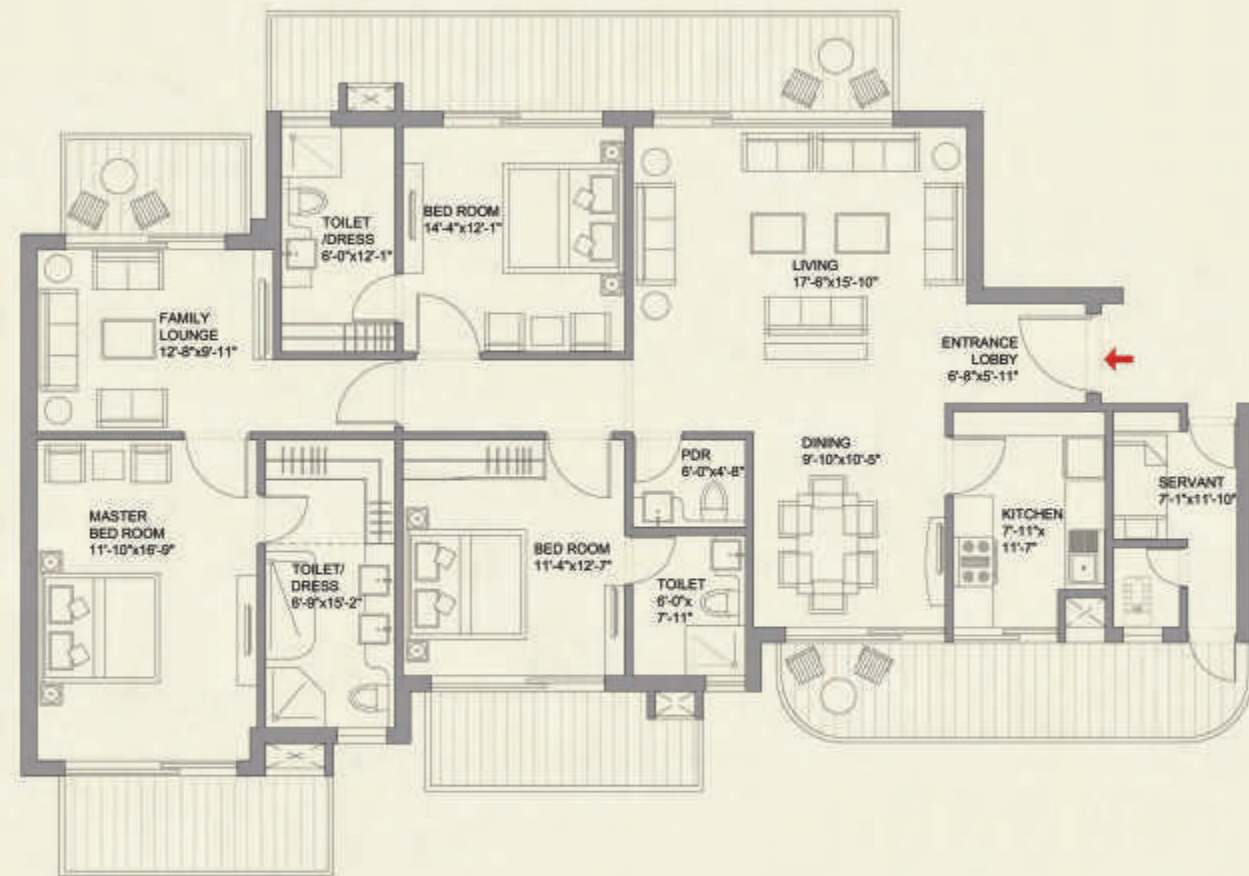 TOILET
/DRESS
6'-0"x12'-1"
BED ROOM
14'-4"x12'-1"
LIVING
17'-6"x15'-10"
FAMILY
LOUNGE
12'-8"x9'-11"
ENTRANCE
LOBBY
6'-8"x5'-11"
MASTER
BED ROOM
11'-10"x16'-9"
TOILET/
DRESS
6'-9"x15'-2"
BED ROOM
11'-4"x12'-7"
PDR
6'-0"x4'-8"
TOILET
6'-0"x
7'-11"
DINING
9'-10"x10'-5"
KITCHEN
7'-11"x
11'-7"
SERVANT
7'-1"x11'-10"